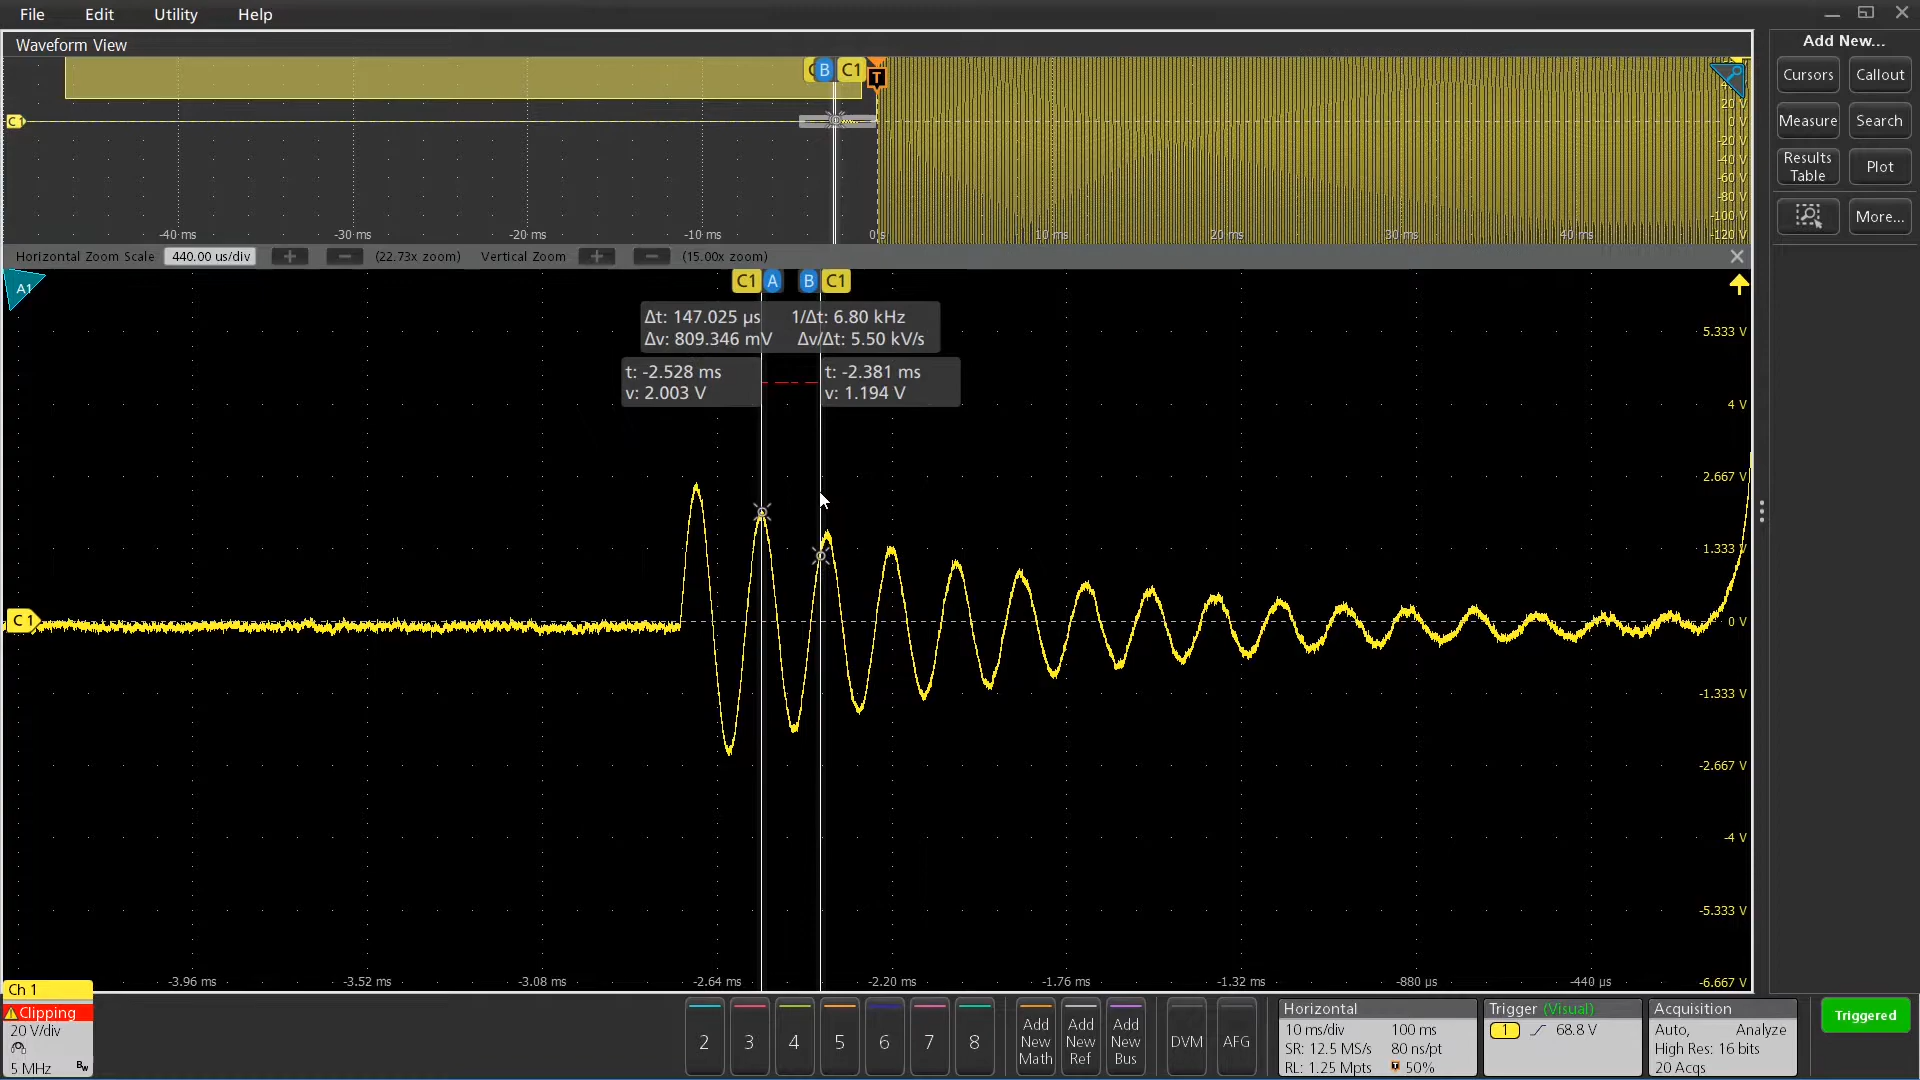 File Edit Utility Help
Waveform View
Add New...
Cursors Callout
Measure Search
Results Table Plot
More...
B C1 T
C1
20 V
0 V
-20 V
-40 V
-60 V
-80 V
-100 V
-120 V
-40 ms -30 ms -20 ms -10 ms 0 s 10 ms 20 ms 30 ms 40 ms
Horizontal Zoom Scale 440.00 us/div + − (22.73x zoom) Vertical Zoom + − (15.00x zoom)
A1
C1 A B C1
Δt: 147.025 µs 1/Δt: 6.80 kHz
Δv: 809.346 mV Δv/Δt: 5.50 kV/s
t: -2.528 ms
v: 2.003 V
t: -2.381 ms
v: 1.194 V
5.333 V
4 V
2.667 V
1.333 V
C 1
0 V
-1.333 V
-2.667 V
-4 V
-5.333 V
-6.667 V
-3.96 ms -3.52 ms -3.08 ms -2.64 ms -2.20 ms -1.76 ms -1.32 ms -880 µs -440 µs
Ch 1
Clipping
20 V/div
5 MHz Bw
2 3 4 5 6 7 8
Add New Math
Add New Ref
Add New Bus
DVM AFG
Horizontal
10 ms/div 100 ms
SR: 12.5 MS/s 80 ns/pt
RL: 1.25 Mpts T 50%
Trigger (Visual)
1 68.8 V
Acquisition
Auto, Analyze
High Res: 16 bits
20 Acqs
Triggered